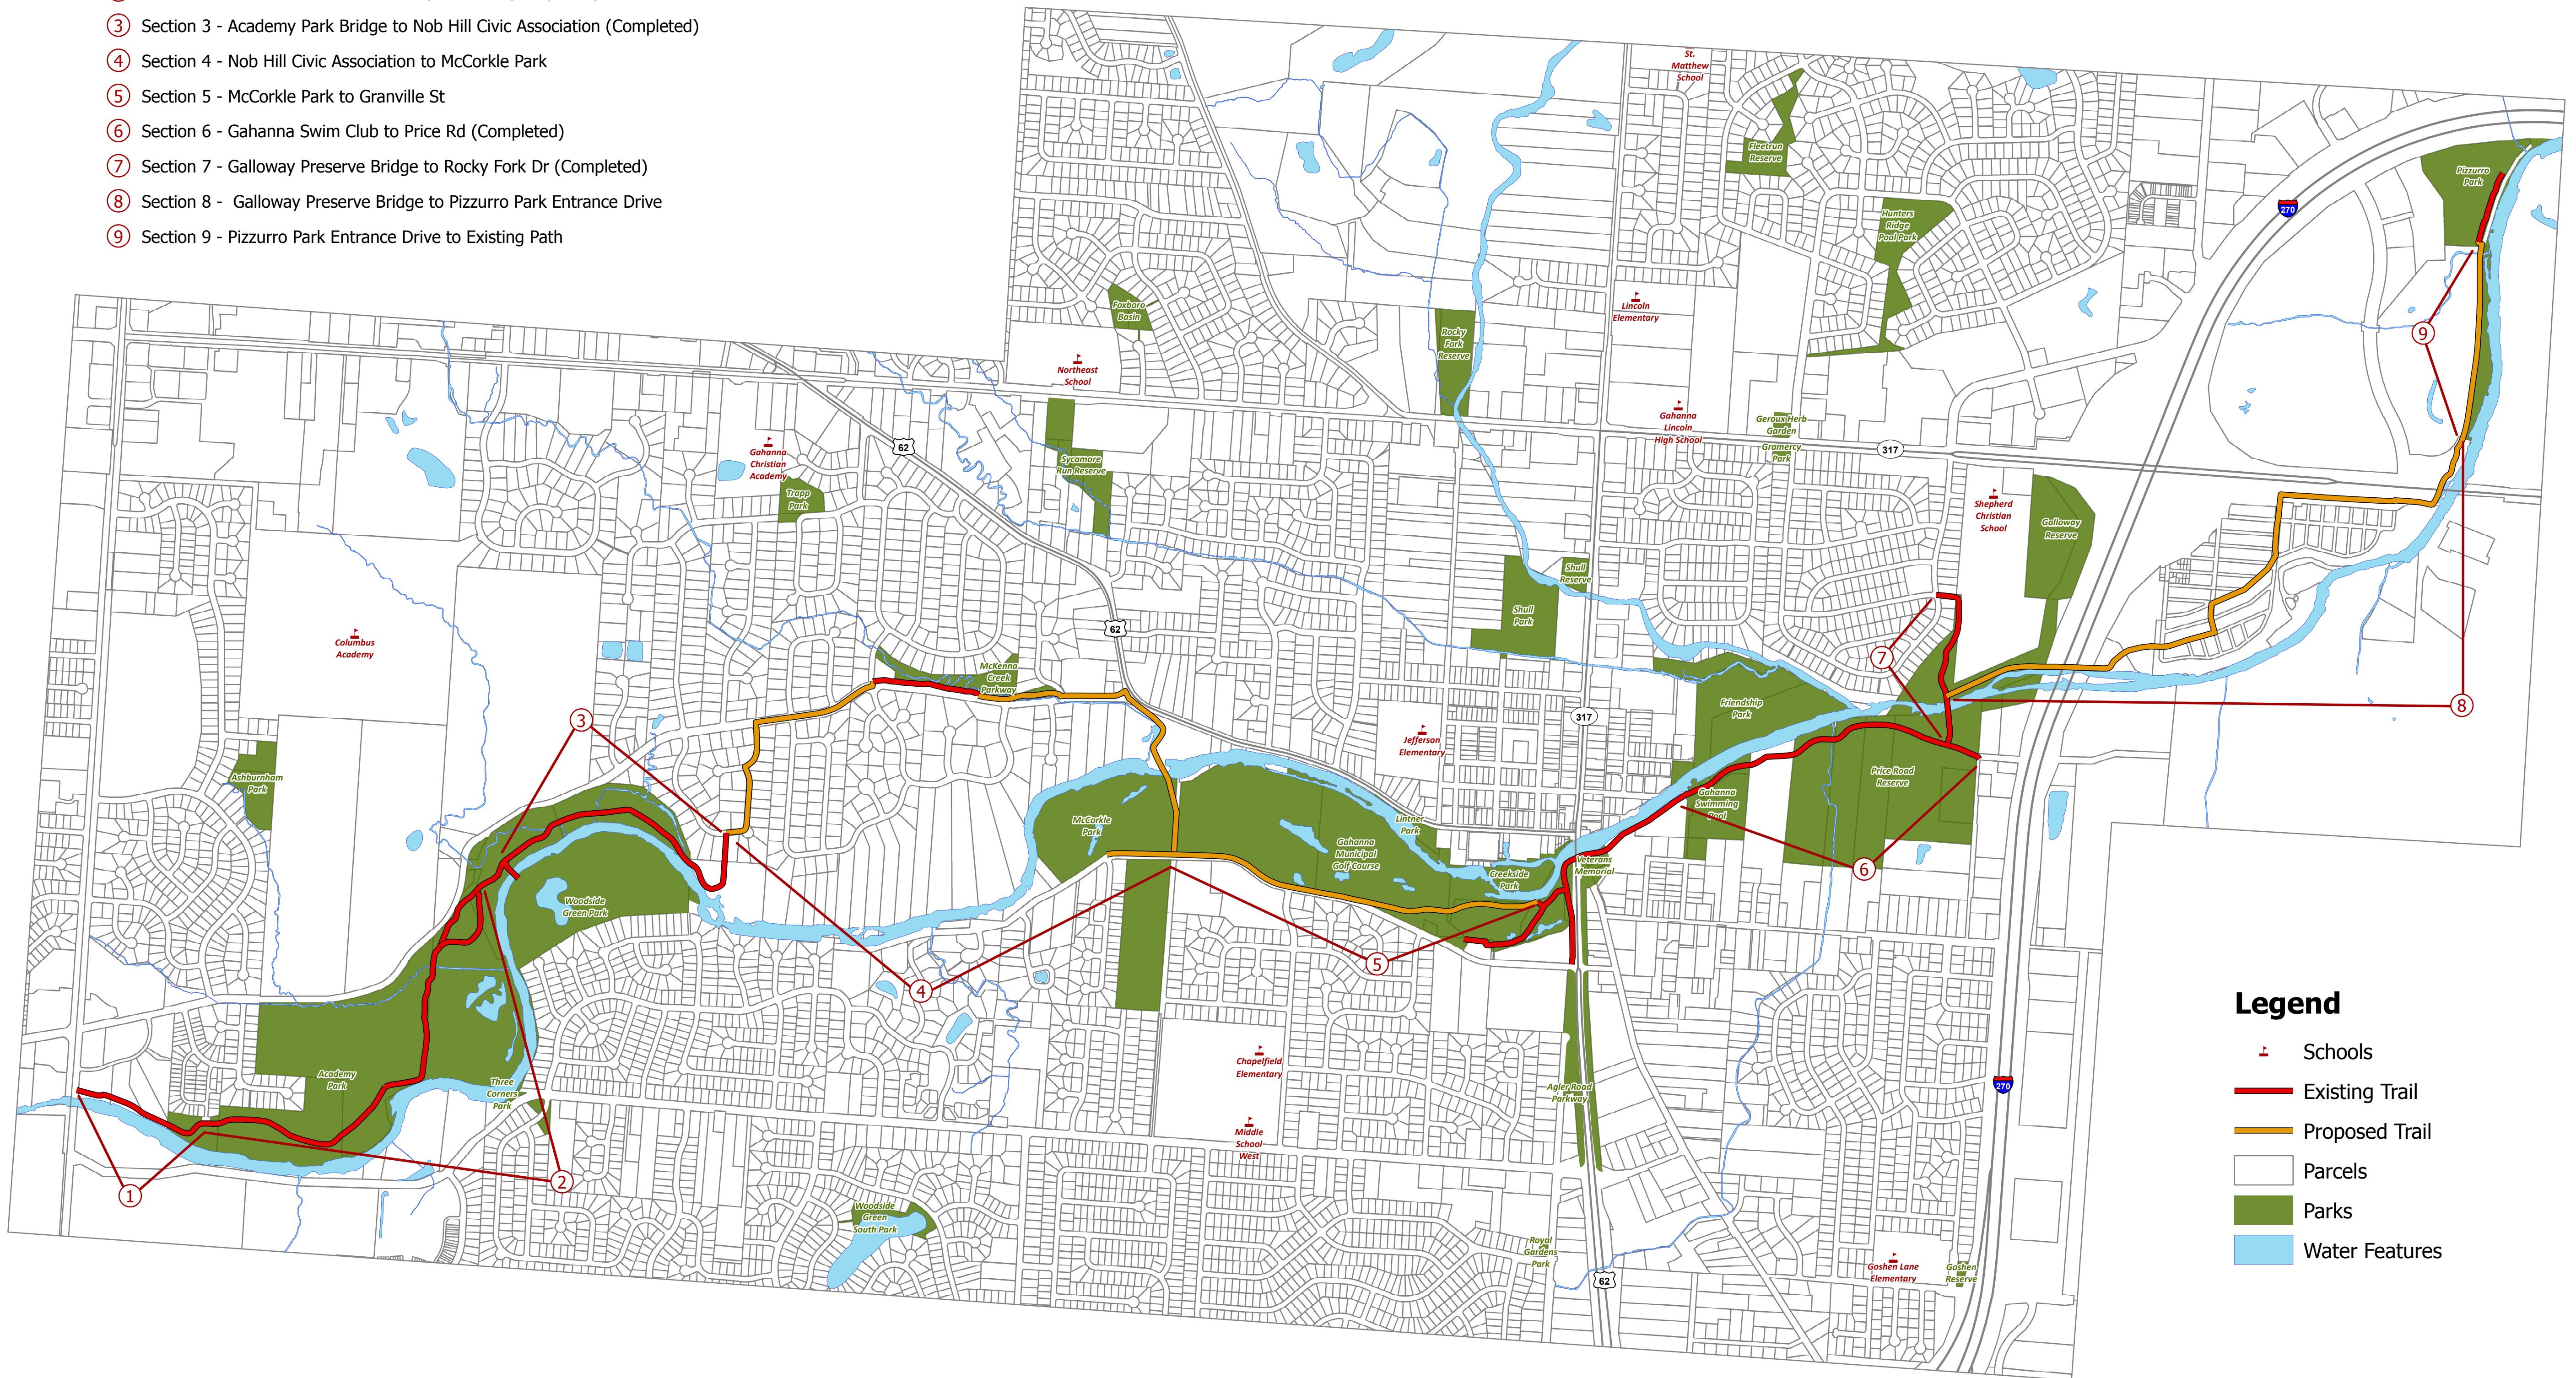 3 Section 3 - Academy Park Bridge to Nob Hill Civic Association (Completed)
4 Section 4 - Nob Hill Civic Association to McCorkle Park
5 Section 5 - McCorkle Park to Granville St
6 Section 6 - Gahanna Swim Club to Price Rd (Completed)
7 Section 7 - Galloway Preserve Bridge to Rocky Fork Dr (Completed)
8 Section 8 - Galloway Preserve Bridge to Pizzurro Park Entrance Drive
9 Section 9 - Pizzurro Park Entrance Drive to Existing Path
St.
Matthew
School
Fleetrun
Reserve
Pizzurro
Park
270
Hunters
Ridge
Pool Park
Foxboro
Basin
Lincoln
Elementary
Rocky
Fork
Reserve
9
Northeast
School
Gahanna
Lincoln
High School
Geroux Herb
Garden
Gramercy
Park
317
62
Gahanna
Christian
Academy
Sycamore
Run Reserve
Trapp
Park
Shepherd
Christian
School
Galloway
Reserve
Shull
Reserve
Shull
Park
62
Columbus
Academy
7
McKenna
Creek
Parkway
8
3
317
Friendship
Park
Jefferson
Elementary
Ashburnham
Park
Price Road
Reserve
Gahanna
Swimming
Pool
McCorkle
Park
Lintner
Park
Gahanna
Municipal
Golf Course
Veterans
Memorial
6
Creekside
Park
Woodside
Green Park
5
4
Legend
Schools
Existing Trail
Proposed Trail
Parcels
Parks
Water Features
Chapelfield
Elementary
Academy
Park
Three
Corners
Park
270
Agler Road
Parkway
Middle
School
West
1
2
Woodside
Green
South Park
Royal
Gardens
Park
62
Goshen Lane
Elementary
Goshen
Reserve